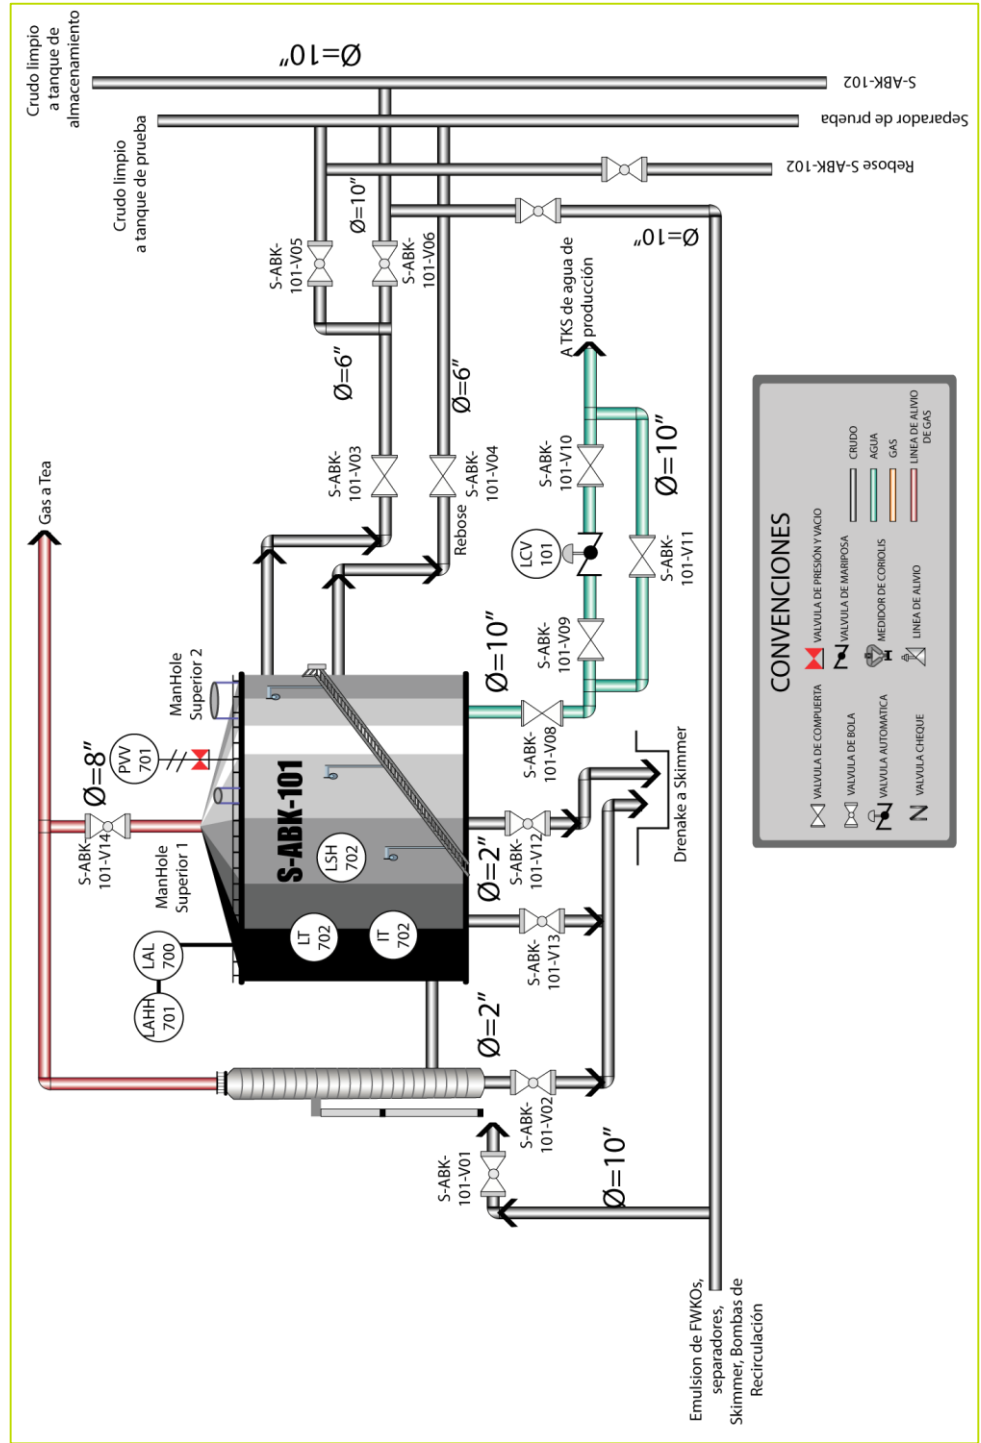 Crudo limpio
a tanque de
almacenamiento
Ø=10"
S-ABK-102
Crudo limpio
a tanque de prueba
Separador de prueba
Rebose S-ABK-102
Ø=10"
Ø=10"
S-ABK-
101-V05
S-ABK-
101-V06
Ø=6"
Ø=6"
S-ABK-
101-V03
S-ABK-
101-V04
Rebose
A TKS de agua de
producción
S-ABK-
101-V10
Ø=10"
LCV
101
S-ABK-
101-V11
S-ABK-
101-V09
Ø=10"
S-ABK-
101-V08
Gas a Tea
ManHole
Superior 2
PVV
701
Ø=8"
S-ABK-
101-V14
ManHole
Superior 1
S-ABK-101
LSH
702
LT
702
IT
702
LAL
700
LAHH
701
Ø=2"
S-ABK-
101-V12
Drenake a Skimmer
S-ABK-
101-V13
Ø=2"
S-ABK-
101-V02
S-ABK-
101-V01
Ø=10"
Emulsion de FWKOs,
separadores,
Skimmer, Bombas de
Recirculación
CONVENCIONES
VALVULA DE COMPUERTA
VALVULA DE BOLA
VALVULA AUTOMATICA
VALVULA CHEQUE
VALVULA DE PRESIÓN Y VACIO
VALVULA DE MARIPOSA
MEDIDOR DE CORIOLIS
LINEA DE ALIVIO
CRUDO
AGUA
GAS
LINEA DE ALIVIO
DE GAS